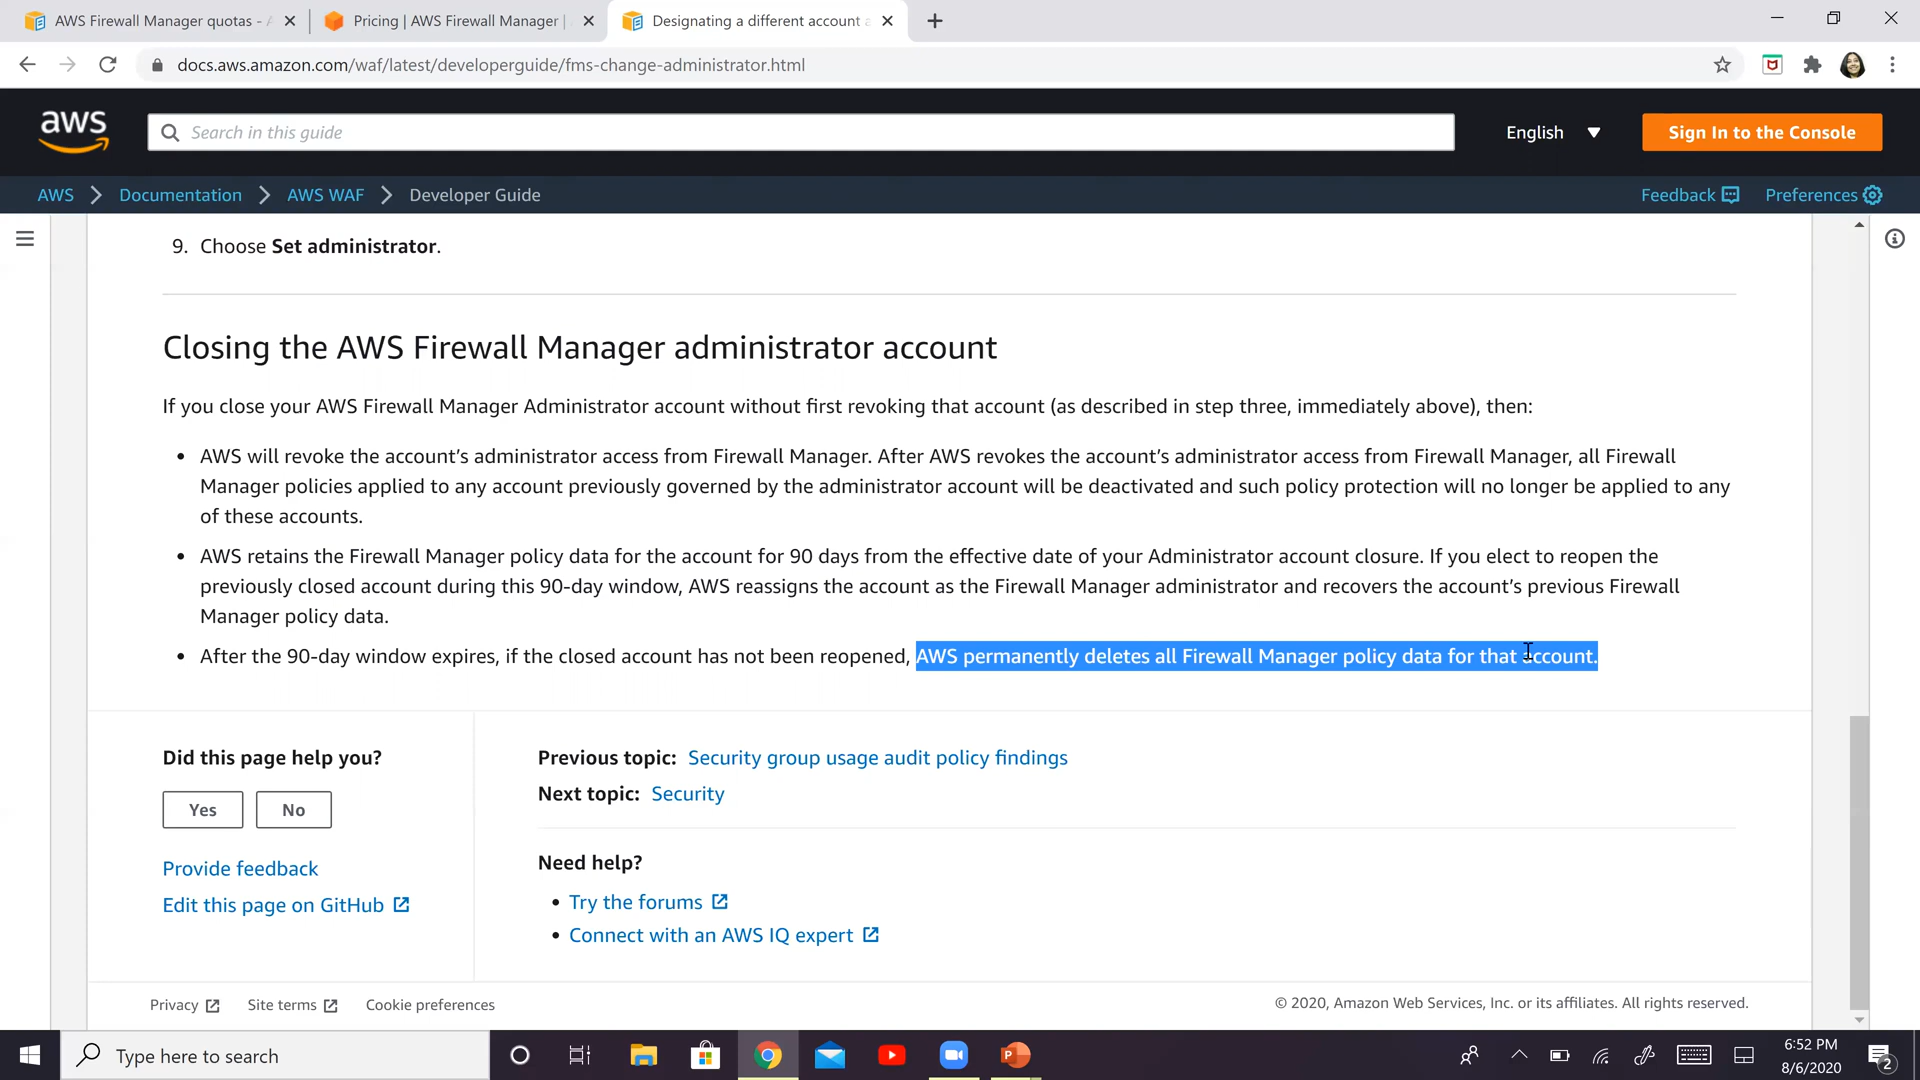 AWS Firewall Manager quotas - A
Pricing | AWS Firewall Manager |
Designating a different account a
docs.aws.amazon.com/waf/latest/developerguide/fms-change-administrator.html
aws
Search in this guide
English
Sign In to the Console
AWS
Documentation
AWS WAF
Developer Guide
Feedback
Preferences
9. Choose Set administrator.
Closing the AWS Firewall Manager administrator account
If you close your AWS Firewall Manager Administrator account without first revoking that account (as described in step three, immediately above), then:
• AWS will revoke the account's administrator access from Firewall Manager. After AWS revokes the account's administrator access from Firewall Manager, all Firewall
Manager policies applied to any account previously governed by the administrator account will be deactivated and such policy protection will no longer be applied to any
of these accounts.
• AWS retains the Firewall Manager policy data for the account for 90 days from the effective date of your Administrator account closure. If you elect to reopen the
previously closed account during this 90-day window, AWS reassigns the account as the Firewall Manager administrator and recovers the account's previous Firewall
Manager policy data.
• After the 90-day window expires, if the closed account has not been reopened, AWS permanently deletes all Firewall Manager policy data for that account.
Did this page help you?
Yes
No
Provide feedback
Edit this page on GitHub
Previous topic: Security group usage audit policy findings
Next topic: Security
Need help?
• Try the forums
• Connect with an AWS IQ expert
Privacy
Site terms
Cookie preferences
© 2020, Amazon Web Services, Inc. or its affiliates. All rights reserved.
Type here to search
P
6:52 PM
8/6/2020
2